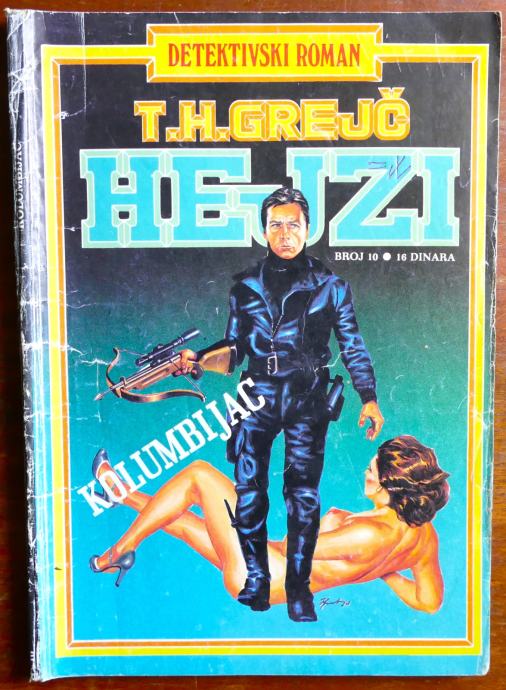 DETEKTIVSKI ROMAN
T.H.GREJČ
HEJZI
BROJ 10 ● 16 DINARA
KOLUMBIJAC
KOLUMBIJAC